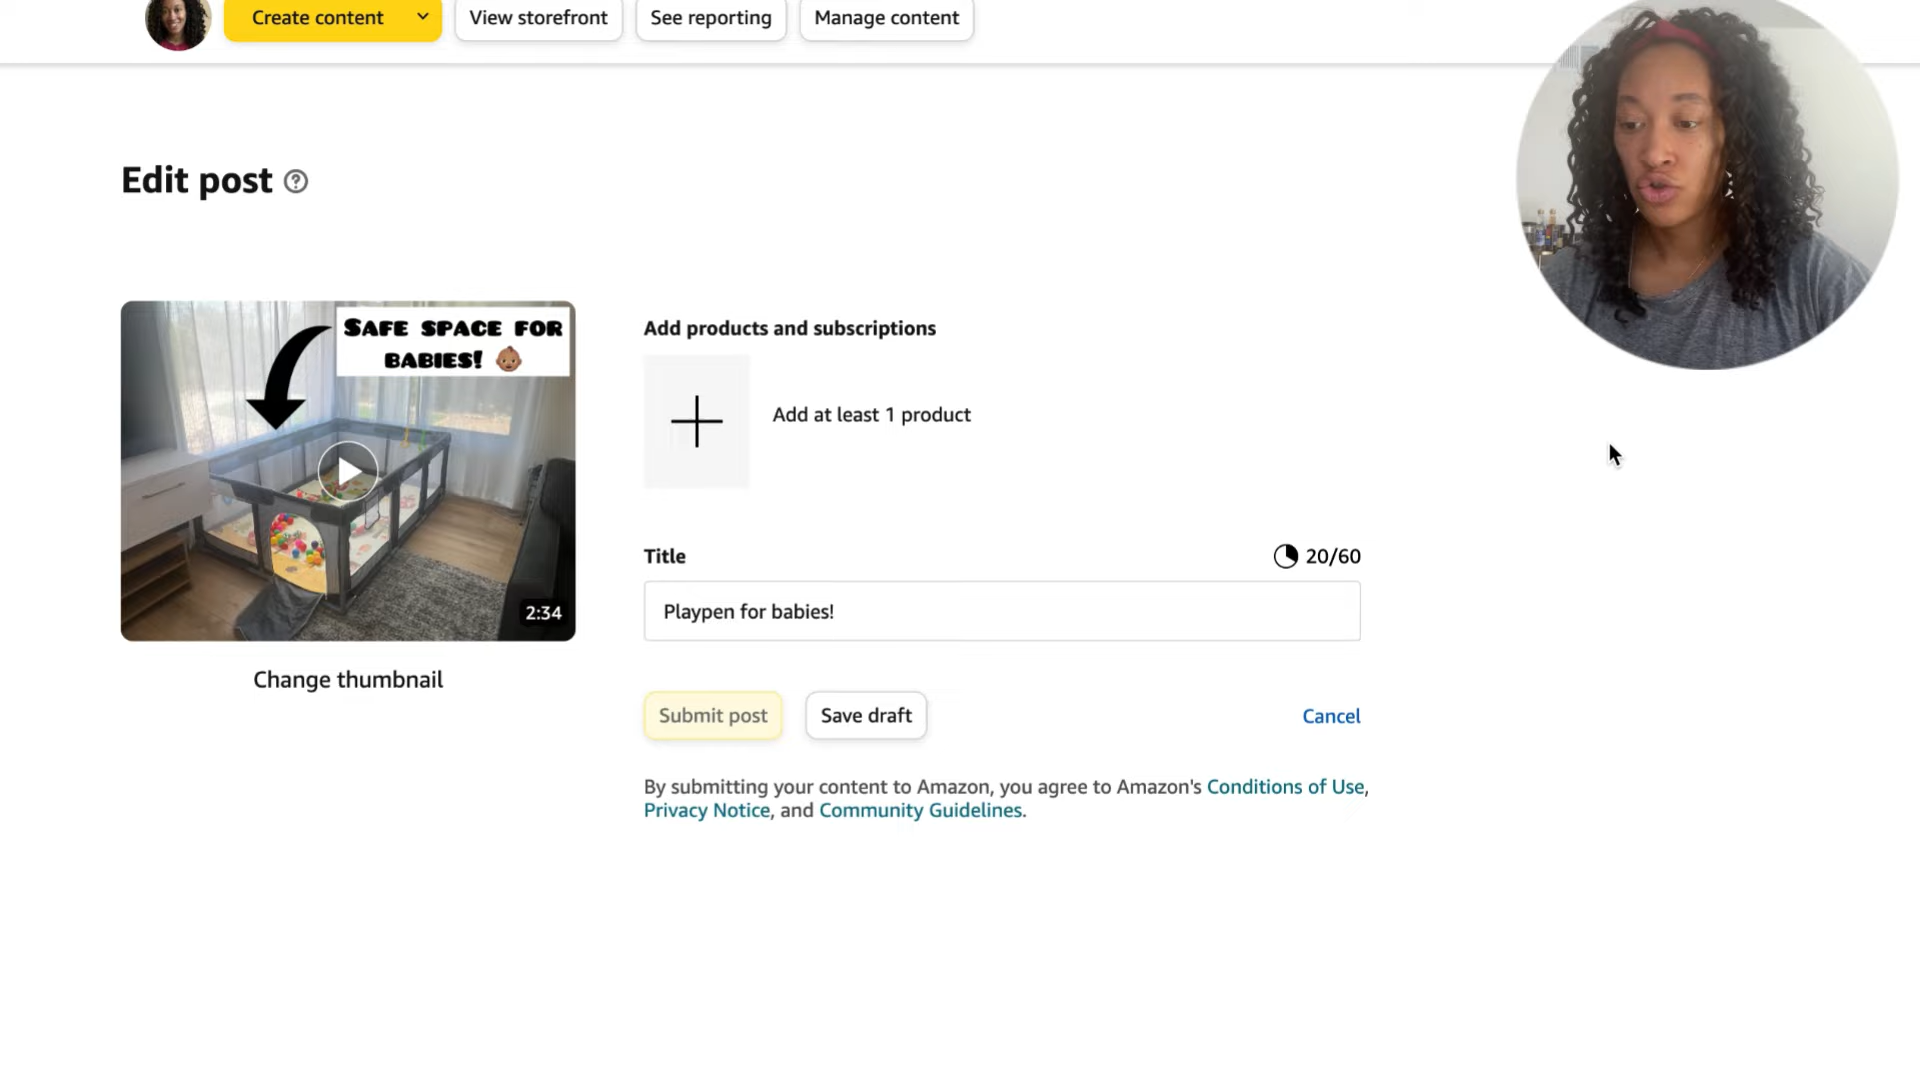 Create content
View storefront
See reporting
Manage content
Edit post
SAFE SPACE FOR
BABIES!
2:34
Change thumbnail
Add products and subscriptions
Add at least 1 product
Title
20/60
Playpen for babies!
Submit post
Save draft
Cancel
By submitting your content to Amazon, you agree to Amazon's Conditions of Use,
Privacy Notice, and Community Guidelines.